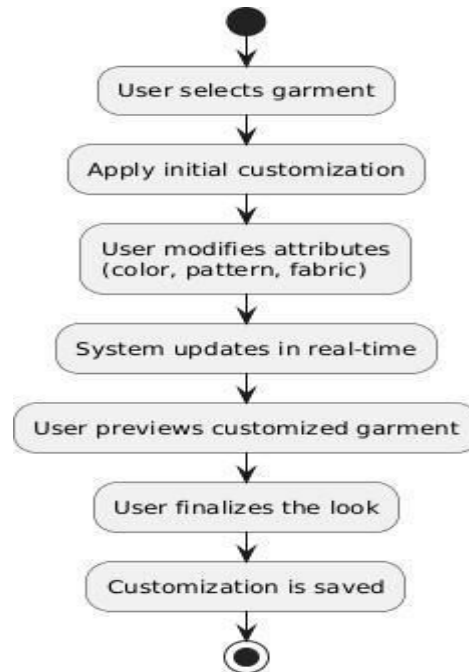 User selects garment
Apply initial customization
User modifies attributes
(color, pattern, fabric)
System updates in real-time
User previews customized garment
User finalizes the look
Customization is saved